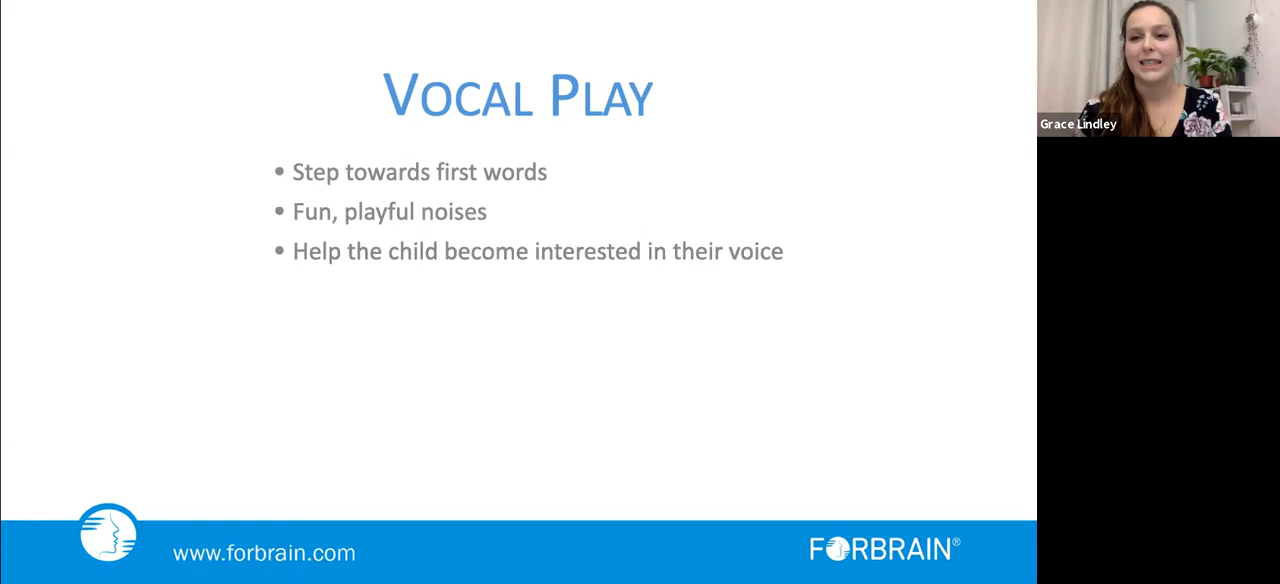 VOCAL PLAY
• Step towards first words
• Fun, playful noises
• Help the child become interested in their voice
Grace Lindley
www.forbrain.com
FORBRAIN®